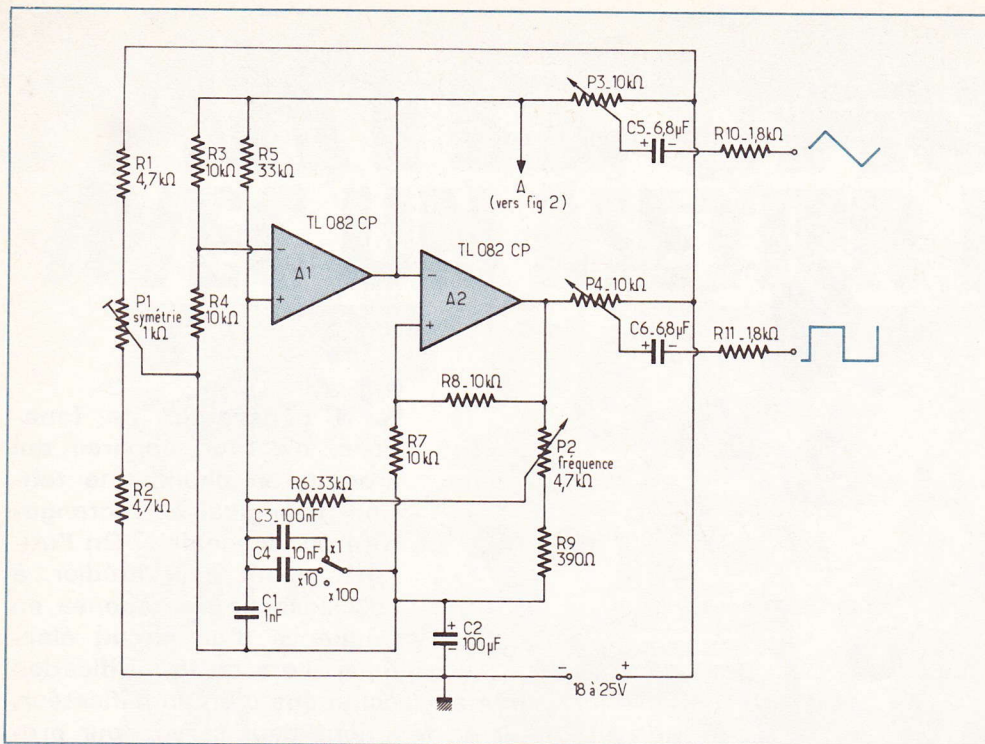 P3_10kΩ
C5_6,8µF
+
-
R10_1,8kΩ
R1
4,7kΩ
R3
10kΩ
R5
33kΩ
A
(vers fig 2)
TL 082 CP
A1
-
+
TL 082 CP
A2
-
+
P1
symétrie
1kΩ
R4
10kΩ
P4_10kΩ
C6_6,8µF
+
-
R11_1,8kΩ
R8_10kΩ
R7
10kΩ
P2
fréquence
4,7kΩ
R2
4,7kΩ
R6_33kΩ
C3_100nF
x1
C4
10nF
x10
x100
R9
390Ω
C1
1nF
+
C2
100µF
-
-
+
18 à 25V